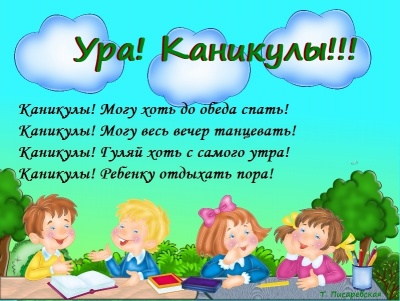 Ура! Каникулы!!!
Каникулы! Могу хоть до обеда спать!
Каникулы! Могу весь вечер танцевать!
Каникулы! Гуляй хоть с самого утра!
Каникулы! Ребенку отдыхать пора!
Т. Писаревская